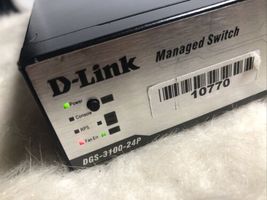 D-Link
Managed Switch
10770
Power
Console
RPS
Fan Err
DGS-3100-24P